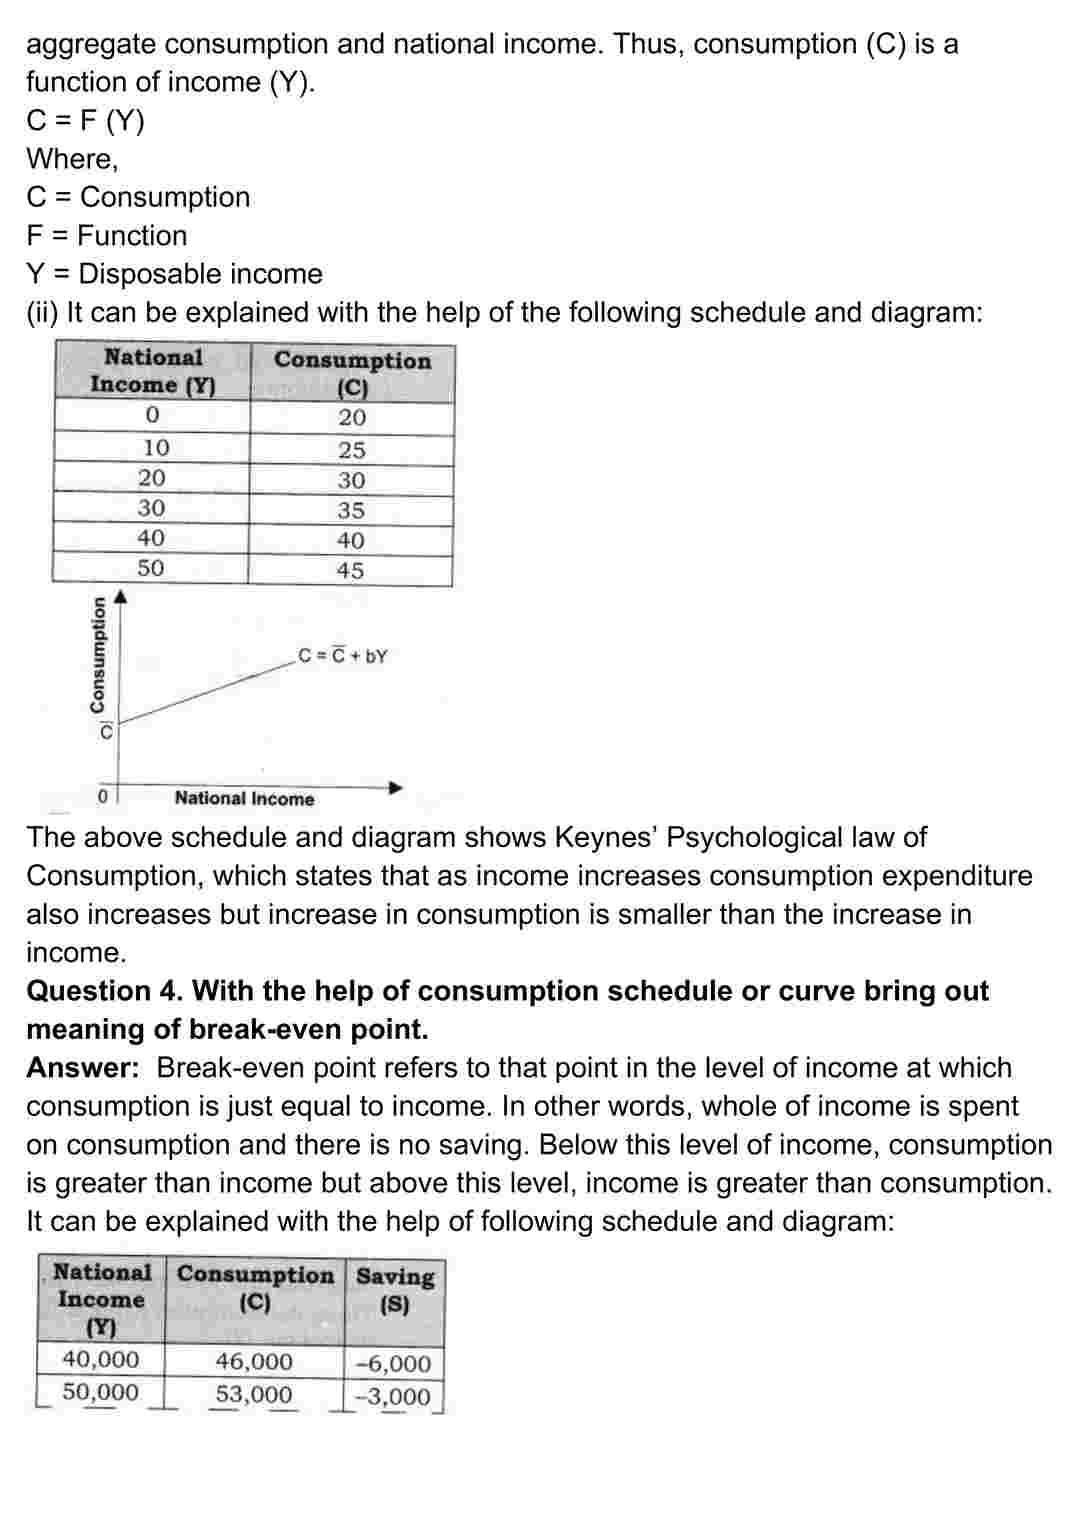 aggregate consumption and national income. Thus, consumption (C) is a
function of income (Y).
C = F (Y)
Where,
C = Consumption
F = Function
Y = Disposable income
(ii) It can be explained with the help of the following schedule and diagram:
National Income (Y) Consumption (C)
0 20
10 25
20 30
30 35
40 40
50 45
Consumption
C = C̅ + bY
C̅
0
National Income
The above schedule and diagram shows Keynes’ Psychological law of
Consumption, which states that as income increases consumption expenditure
also increases but increase in consumption is smaller than the increase in
income.
Question 4. With the help of consumption schedule or curve bring out
meaning of break-even point.
Answer: Break-even point refers to that point in the level of income at which
consumption is just equal to income. In other words, whole of income is spent
on consumption and there is no saving. Below this level of income, consumption
is greater than income but above this level, income is greater than consumption.
It can be explained with the help of following schedule and diagram:
National Income (Y) Consumption (C) Saving (S)
40,000 46,000 –6,000
50,000 53,000 –3,000